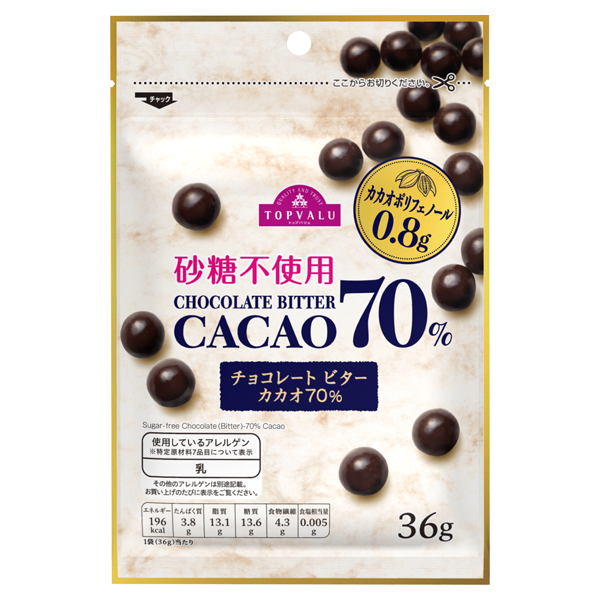 ここからお切りください。
チャック
QUALITY AND TRUST
TOPVALU
トップバリュ
カカオポリフェノール
0.8g
砂糖不使用
CHOCOLATE BITTER
CACAO 70%
チョコレート ビター
カカオ70%
Sugar-free Chocolate (Bitter)-70% Cacao
使用しているアレルゲン
※特定原材料7品目について表示
乳
その他のアレルゲンは別途記載。
お買い上げのたびに表示をご覧ください。
エネルギー たんぱく質 脂質 糖質 食物繊維 食塩相当量
196kcal 3.8g 13.1g 13.6g 4.3g 0.005g
1袋(36g)当たり
36g